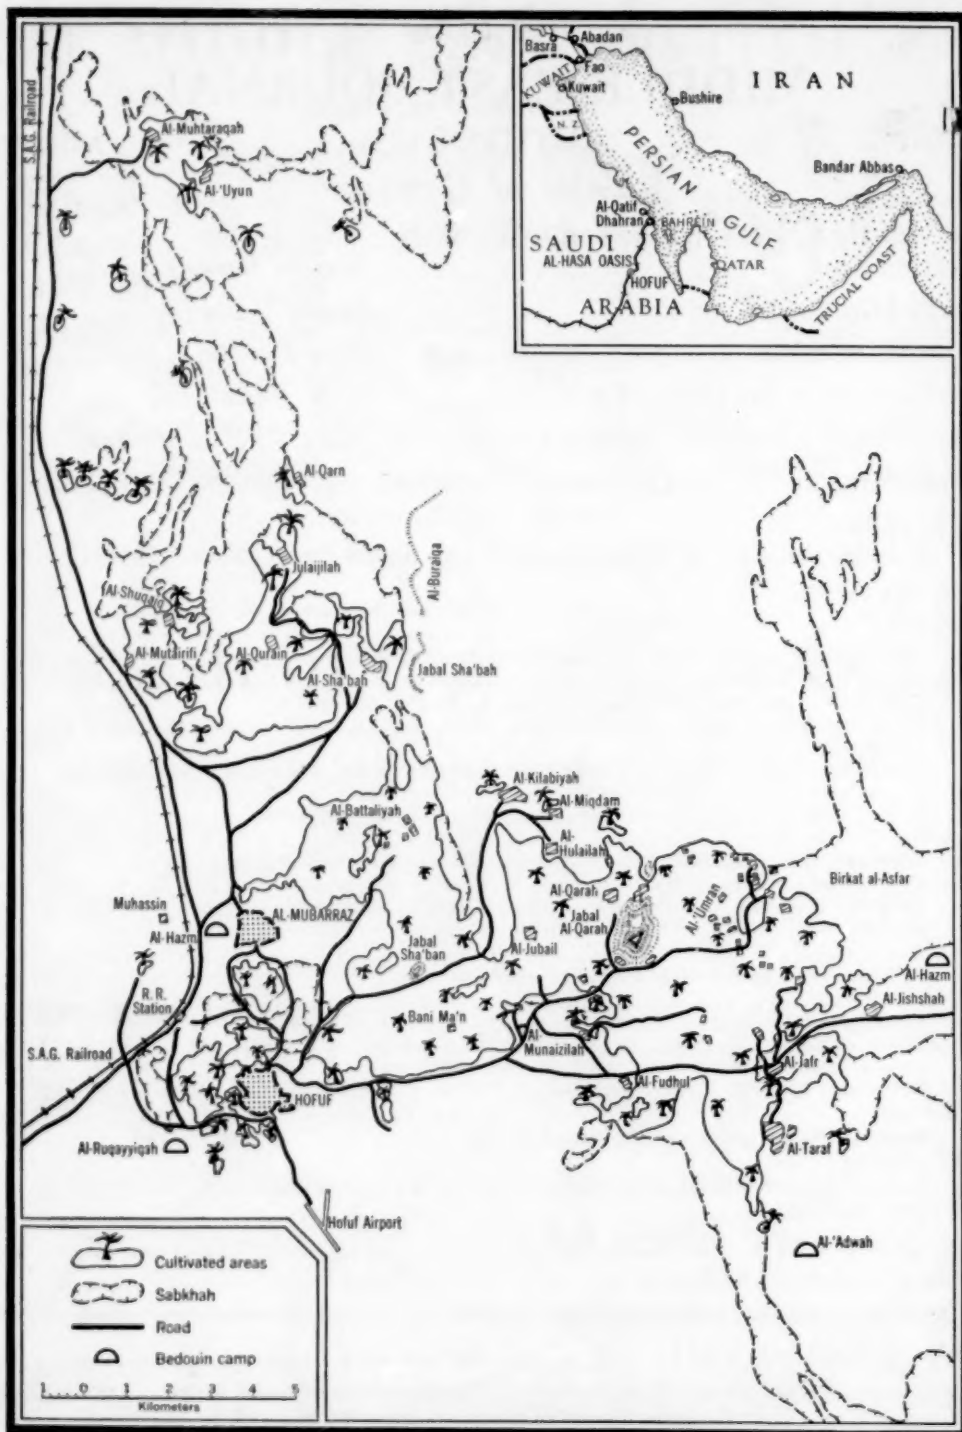 S.A.G. Railroad
Basra
Abadan
Fao
KUWAIT
Kuwait
N. Z.
IRAN
Bushire
PERSIAN GULF
Bandar Abbas
Al-Qatif
Dhahran
BAHREIN
SAUDI
AL-HASA OASIS
HOFUF
QATAR
ARABIA
TRUCIAL COAST
Al-Muhtaraqah
Al-'Uyun
Al-Qarn
Julaijilah
Al-Buraiqa
Al-Shuqaiq
Al-Mutairifi
Al-Qurain
Al-Sha'bah
Jabal Sha'bah
Al-Kilabiyah
Al-Battaliyah
Al-Miqdam
Al-
Hulailah
Muhassin
AL-MUBARRAZ
Al-Hazm
Al-Qarah
Jabal
Al-Qarah
Al-'Umran
Birkat al-Asfar
Jabal
Sha'ban
Al-Jubail
Al-Hazm
Al-Jishshah
R. R.
Station
Bani Ma'n
S.A.G. Railroad
Al-
Munaizilah
Al-Jafr
HOFUF
Al-Fudhul
Al-Ruqayyiqah
Al-Taraf
Hofuf Airport
Al-'Adwah
Cultivated areas
Sabkhah
Road
Bedouin camp
1 0 2 4 6
Kilometers